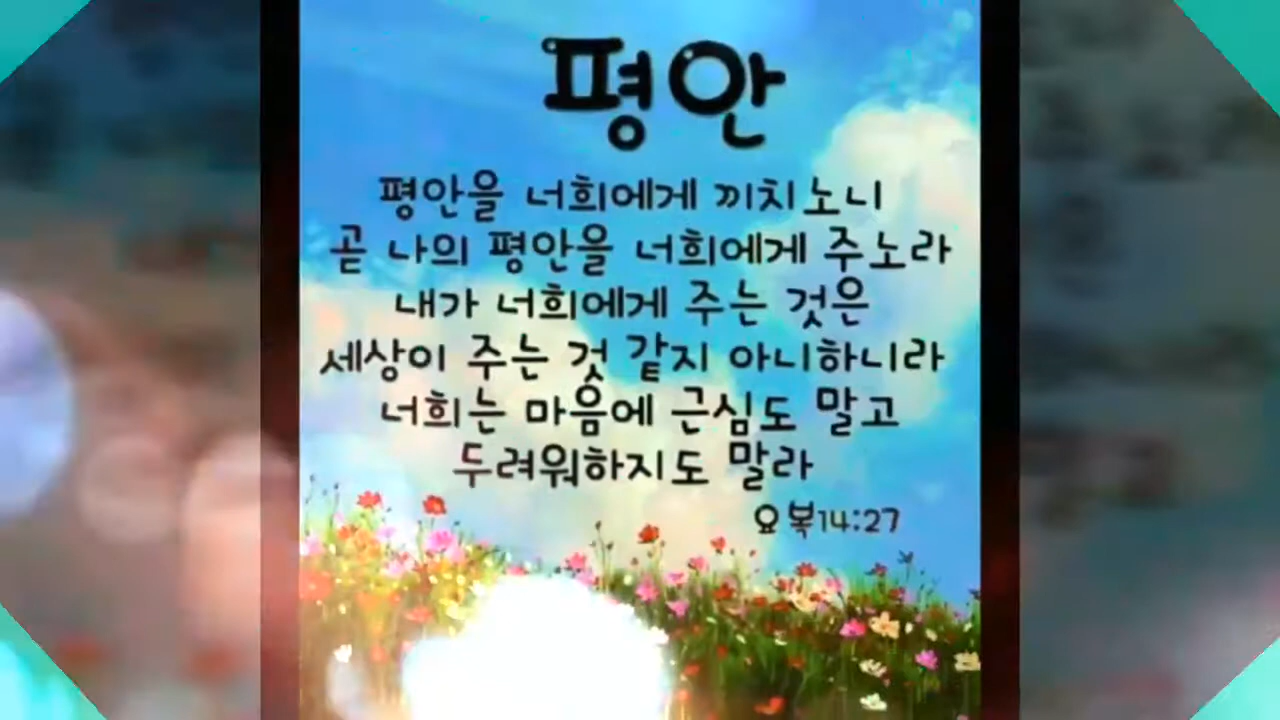 평안
평안을 너희에게 끼치노니
곧 나의 평안을 너희에게 주노라
내가 너희에게 주는 것은
세상이 주는 것 같지 아니하니라
너희는 마음에 근심도 말고
두려워하지도 말라
요복14:27